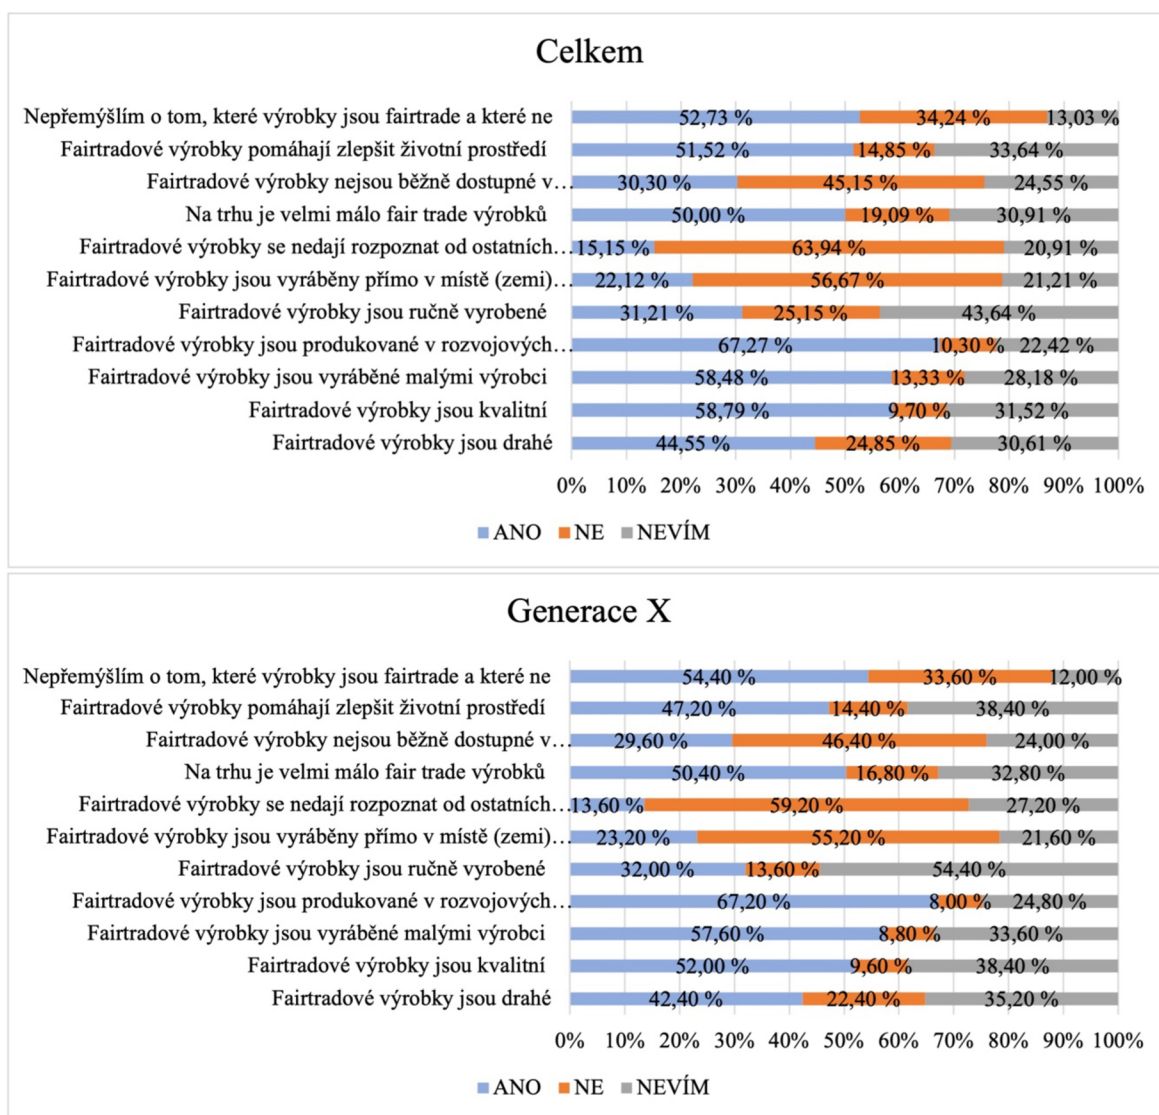 Celkem
Nepřemýšlím o tom, které výrobky jsou fairtrade a které ne 52,73 % 34,24 % 13,03 %
Fairtradové výrobky pomáhají zlepšit životní prostředí 51,52 % 14,85 % 33,64 %
Fairtradové výrobky nejsou běžně dostupné v… 30,30 % 45,15 % 24,55 %
Na trhu je velmi málo fair trade výrobků 50,00 % 19,09 % 30,91 %
Fairtradové výrobky se nedají rozpoznat od ostatních… 15,15 % 63,94 % 20,91 %
Fairtradové výrobky jsou vyráběny přímo v místě (zemi)… 22,12 % 56,67 % 21,21 %
Fairtradové výrobky jsou ručně vyrobené 31,21 % 25,15 % 43,64 %
Fairtradové výrobky jsou produkované v rozvojových… 67,27 % 10,30 % 22,42 %
Fairtradové výrobky jsou vyráběné malými výrobci 58,48 % 13,33 % 28,18 %
Fairtradové výrobky jsou kvalitní 58,79 % 9,70 % 31,52 %
Fairtradové výrobky jsou drahé 44,55 % 24,85 % 30,61 %
0% 10% 20% 30% 40% 50% 60% 70% 80% 90% 100%
ANO NE NEVÍM
Generace X
Nepřemýšlím o tom, které výrobky jsou fairtrade a které ne 54,40 % 33,60 % 12,00 %
Fairtradové výrobky pomáhají zlepšit životní prostředí 47,20 % 14,40 % 38,40 %
Fairtradové výrobky nejsou běžně dostupné v… 29,60 % 46,40 % 24,00 %
Na trhu je velmi málo fair trade výrobků 50,40 % 16,80 % 32,80 %
Fairtradové výrobky se nedají rozpoznat od ostatních… 13,60 % 59,20 % 27,20 %
Fairtradové výrobky jsou vyráběny přímo v místě (zemi)… 23,20 % 55,20 % 21,60 %
Fairtradové výrobky jsou ručně vyrobené 32,00 % 13,60 % 54,40 %
Fairtradové výrobky jsou produkované v rozvojových… 67,20 % 8,00 % 24,80 %
Fairtradové výrobky jsou vyráběné malými výrobci 57,60 % 8,80 % 33,60 %
Fairtradové výrobky jsou kvalitní 52,00 % 9,60 % 38,40 %
Fairtradové výrobky jsou drahé 42,40 % 22,40 % 35,20 %
0% 10% 20% 30% 40% 50% 60% 70% 80% 90% 100%
ANO NE NEVÍM